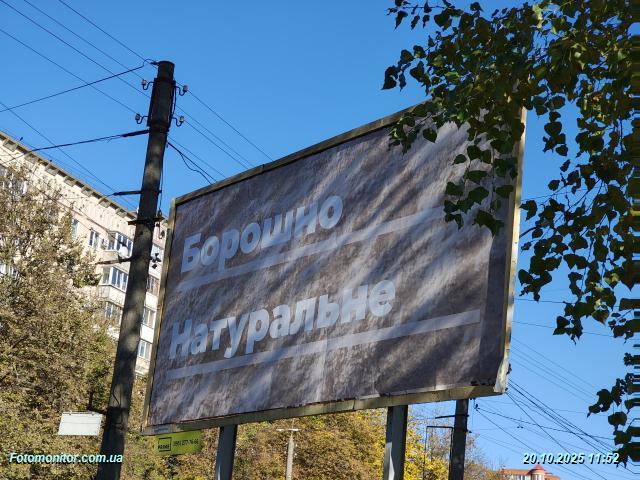 Борошно
Натуральне
Fotomonitor.com.ua
20.10.2025 11:52